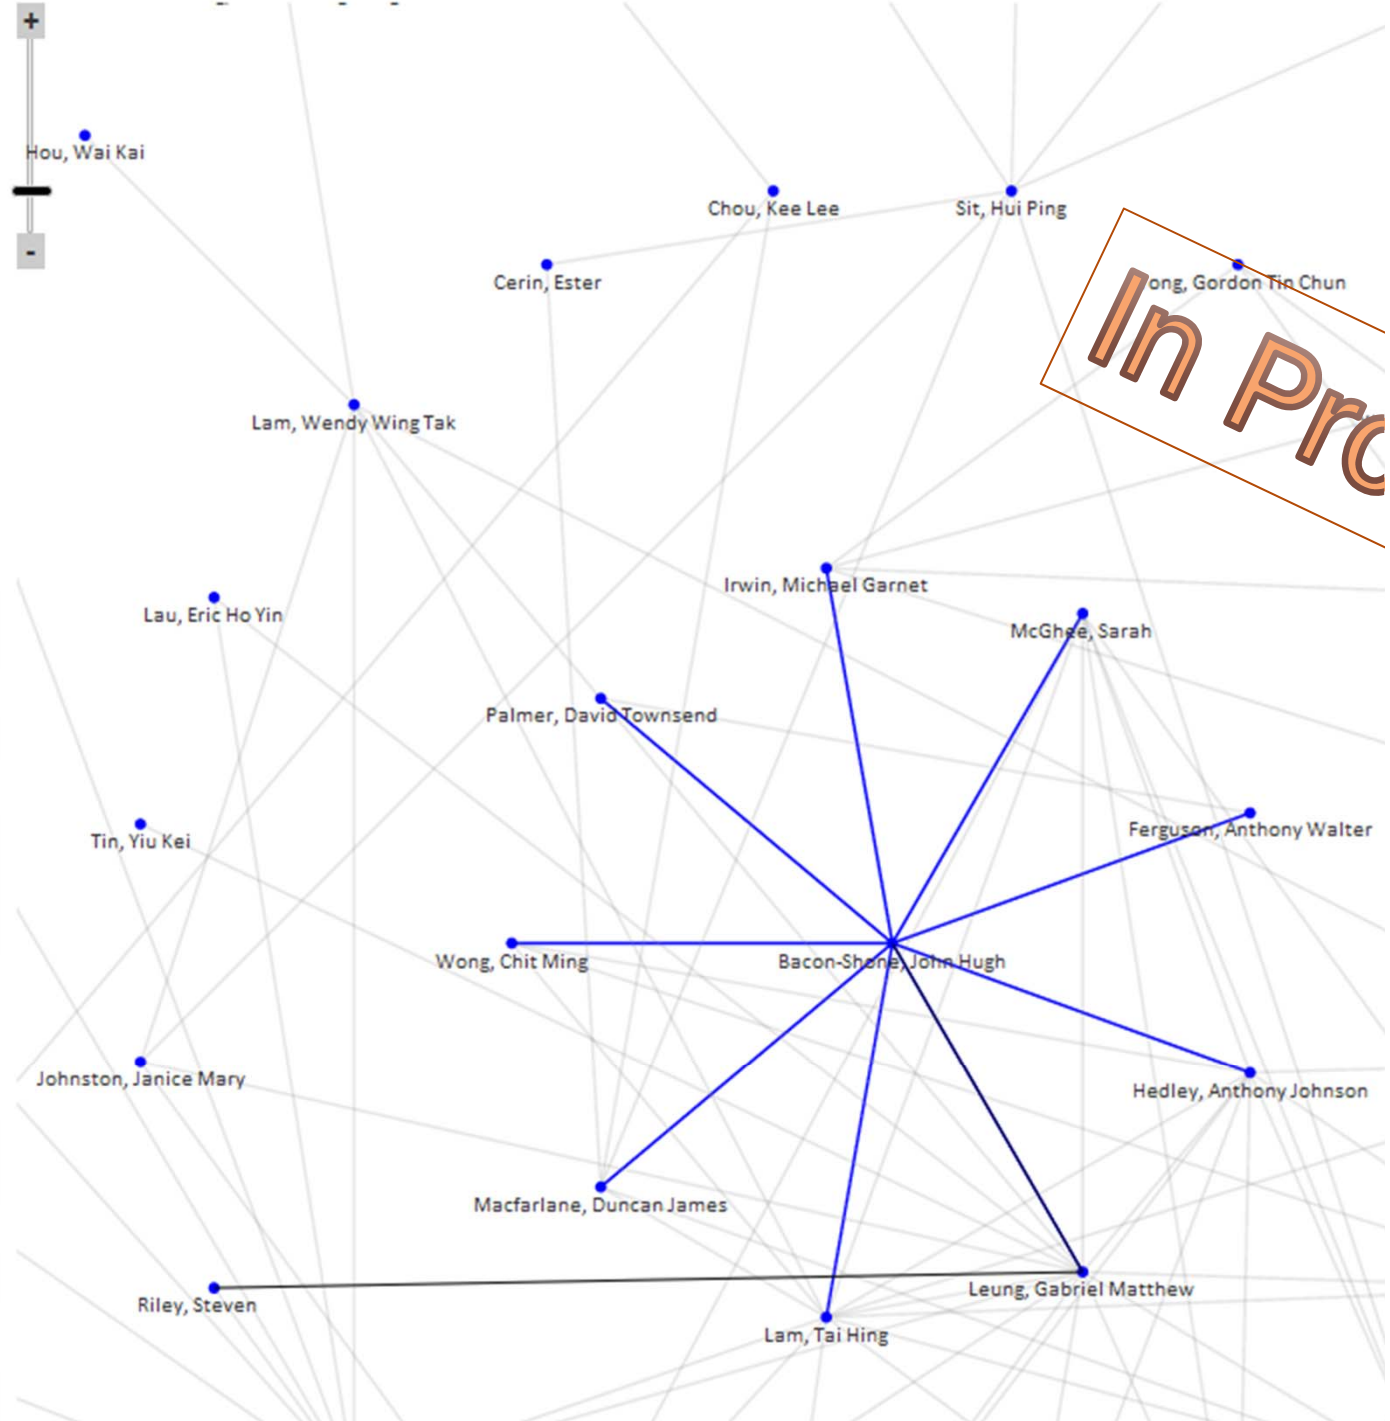 +
Hou, Wai Kai
-
Chou, Kee Lee
Sit, Hui Ping
Cerin, Ester
ong, Gordon Tin Chun
In Pro
Lam, Wendy Wing Tak
Irwin, Michael Garnet
Lau, Eric Ho Yin
McGhee, Sarah
Palmer, David Townsend
Ferguson, Anthony Walter
Tin, Yiu Kei
Wong, Chit Ming
Bacon-Shone, John Hugh
Johnston, Janice Mary
Hedley, Anthony Johnson
Macfarlane, Duncan James
Leung, Gabriel Matthew
Riley, Steven
Lam, Tai Hing